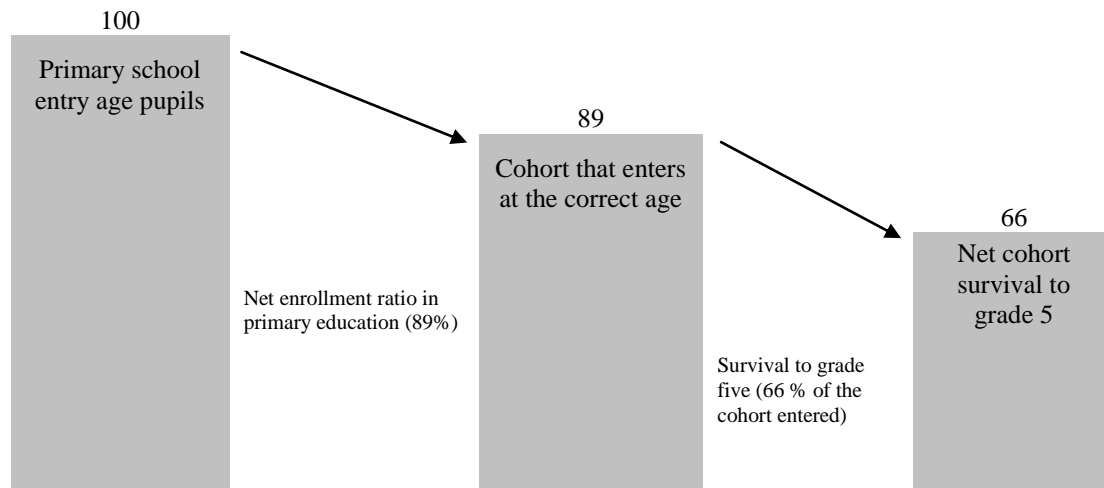 100
Primary school
entry age pupils
89
Cohort that enters
at the correct age
66
Net cohort
survival to
grade 5
Net enrollment ratio in
primary education (89%)
Survival to grade
five (66 % of the
cohort entered)